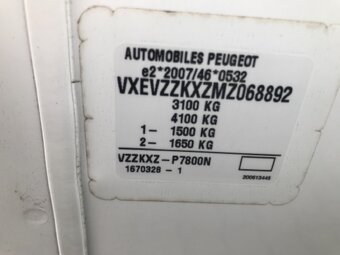 AUTOMOBILES PEUGEOT
e2*2007/46*0532
VXEVZZKXZMZ068892
3100 KG
4100 KG
1- 1500 KG
2- 1650 KG
VZZKXZ-P7800N
1670328 - 1
200013445